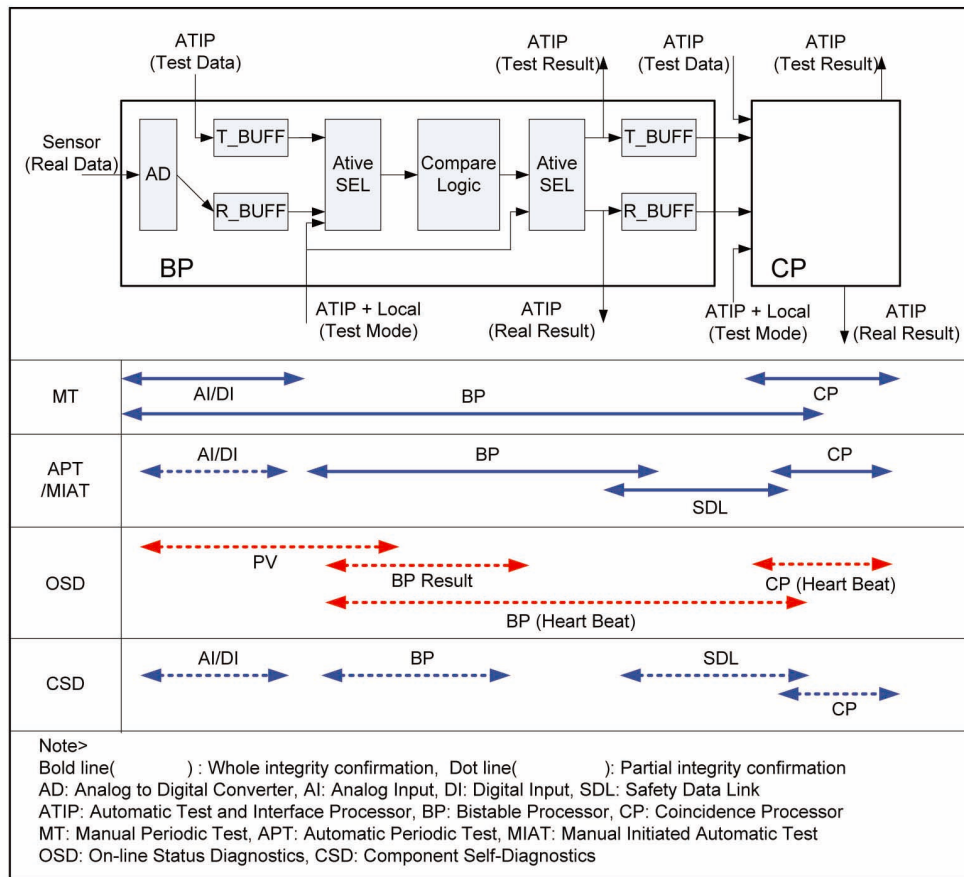 ATIP
(Test Data)
ATIP
(Test Result)
ATIP
(Test Data)
ATIP
(Test Result)
Sensor
(Real Data)
AD
T_BUFF
R_BUFF
Ative
SEL
Compare
Logic
Ative
SEL
T_BUFF
R_BUFF
BP
CP
ATIP + Local
(Test Mode)
ATIP
(Real Result)
ATIP + Local
(Test Mode)
ATIP
(Real Result)
MT
AI/DI
BP
CP
APT
/MIAT
AI/DI
BP
CP
SDL
OSD
PV
BP Result
CP (Heart Beat)
BP (Heart Beat)
CSD
AI/DI
BP
SDL
CP
Note>
Bold line( ) : Whole integrity confirmation, Dot line( ): Partial integrity confirmation
AD: Analog to Digital Converter, AI: Analog Input, DI: Digital Input, SDL: Safety Data Link
ATIP: Automatic Test and Interface Processor, BP: Bistable Processor, CP: Coincidence Processor
MT: Manual Periodic Test, APT: Automatic Periodic Test, MIAT: Manual Initiated Automatic Test
OSD: On-line Status Diagnostics, CSD: Component Self-Diagnostics